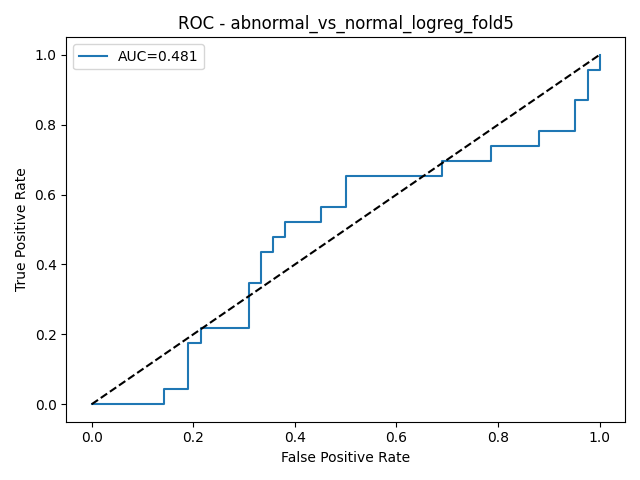 ROC - abnormal_vs_normal_logreg_fold5
AUC=0.481
True Positive Rate
1.0
0.8
0.6
0.4
0.2
0.0
0.0 0.2 0.4 0.6 0.8 1.0
False Positive Rate